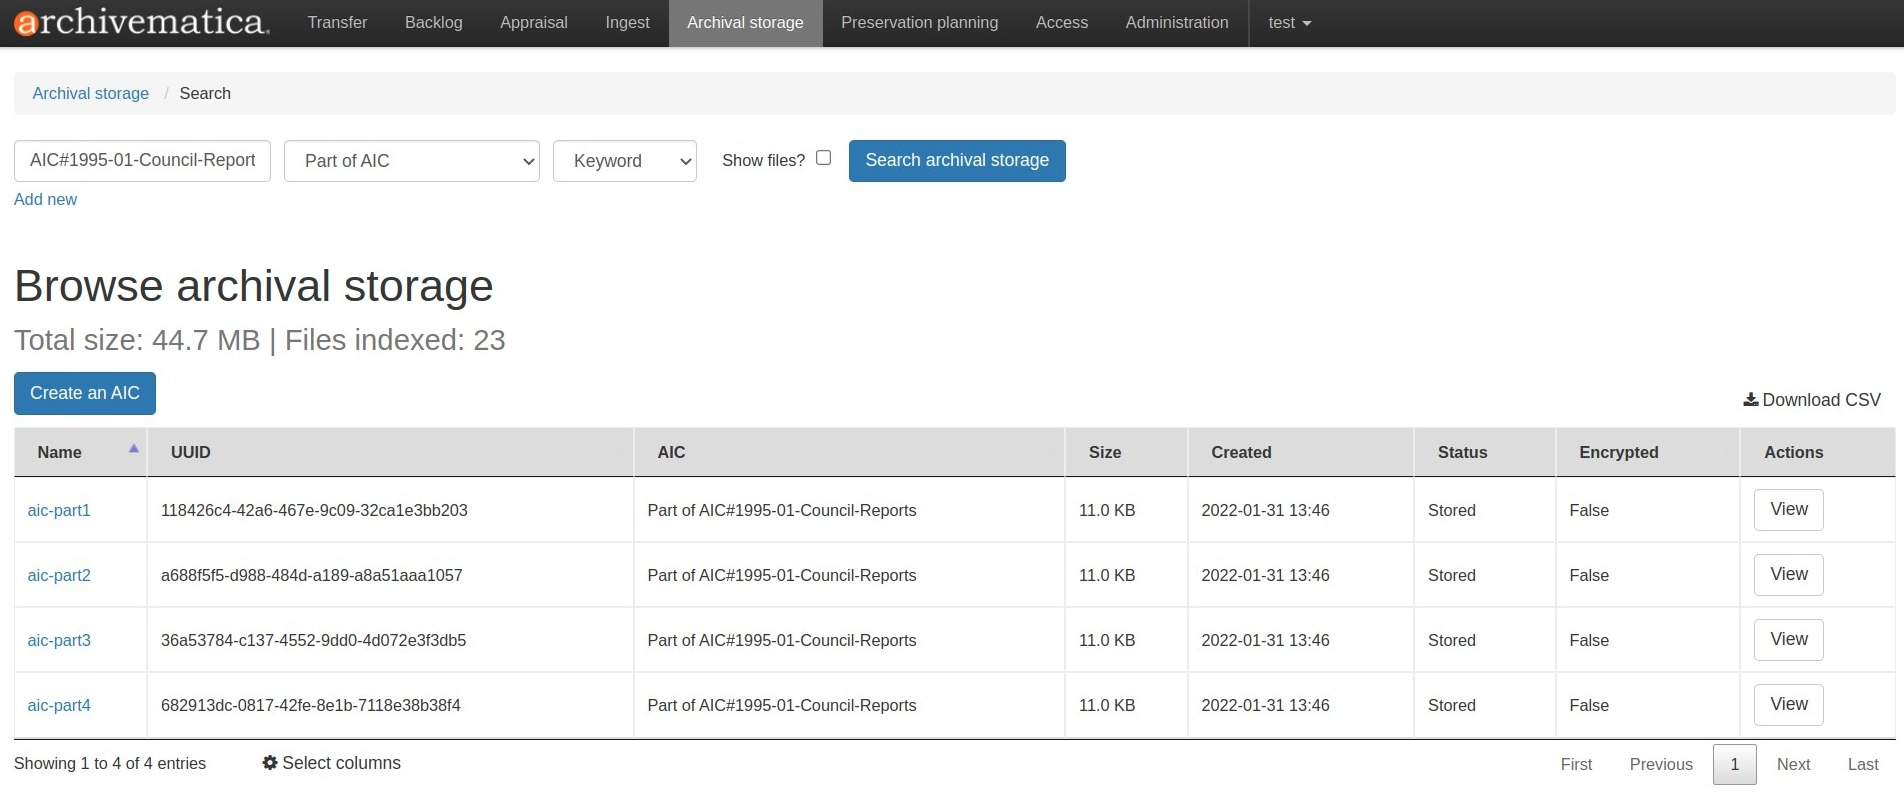 archivematica. Transfer Backlog Appraisal Ingest Archival storage Preservation planning Access Administration test
Archival storage / Search
AIC#1995-01-Council-Report Part of AIC Keyword Show files? Search archival storage
Add new
Browse archival storage
Total size: 44.7 MB | Files indexed: 23
Create an AIC
Download CSV
Name UUID AIC Size Created Status Encrypted Actions
aic-part1 118426c4-42a6-467e-9c09-32ca1e3bb203 Part of AIC#1995-01-Council-Reports 11.0 KB 2022-01-31 13:46 Stored False View
aic-part2 a688f5f5-d988-484d-a189-a8a51aaa1057 Part of AIC#1995-01-Council-Reports 11.0 KB 2022-01-31 13:46 Stored False View
aic-part3 36a53784-c137-4552-9dd0-4d072e3f3db5 Part of AIC#1995-01-Council-Reports 11.0 KB 2022-01-31 13:46 Stored False View
aic-part4 682913dc-0817-42fe-8e1b-7118e38b38f4 Part of AIC#1995-01-Council-Reports 11.0 KB 2022-01-31 13:46 Stored False View
Showing 1 to 4 of 4 entries Select columns First Previous 1 Next Last